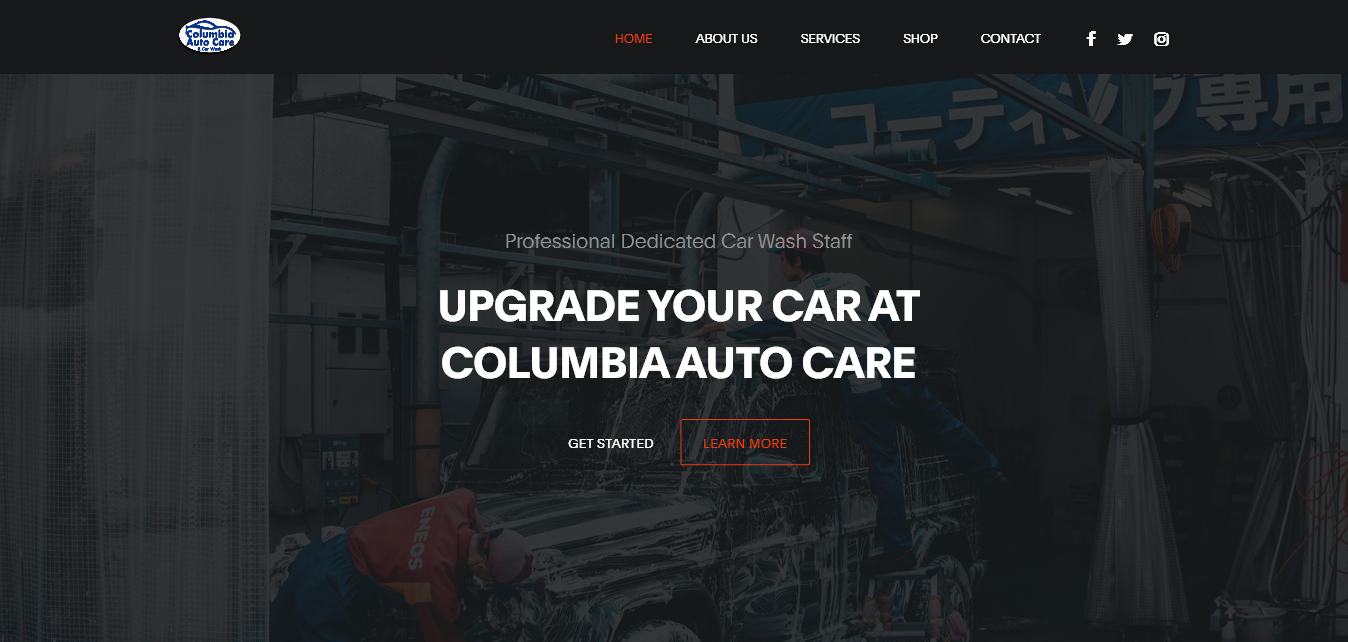 Columbia
Auto Care
& Car Wash
HOME
ABOUT US
SERVICES
SHOP
CONTACT
コーティング専用
Professional Dedicated Car Wash Staff
UPGRADE YOUR CAR AT
COLUMBIA AUTO CARE
GET STARTED
LEARN MORE
ENEOS